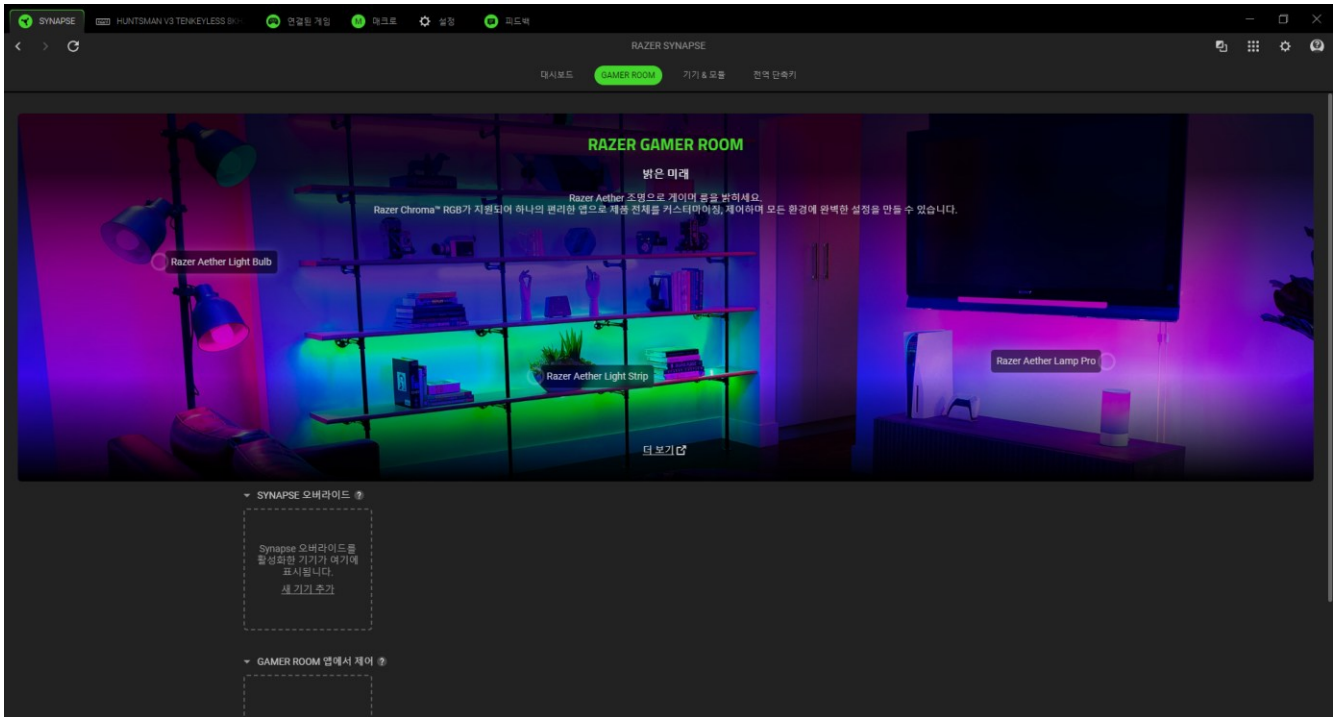 SYNAPSE
HUNTSMAN V3 TENKEYLESS 8K
연결된 게임
매크로
설정
피드백
RAZER SYNAPSE
대시보드
GAMER ROOM
기기 & 모듈
전역 단축키
RAZER GAMER ROOM
밝은 미래
Razer Aether 조명으로 게이머 룸을 밝히세요.
Razer Chroma™ RGB가 지원되어 하나의 편리한 앱으로 제품 전체를 커스터마이징, 제어하며 모든 환경에 완벽한 설정을 만들 수 있습니다.
Razer Aether Light Bulb
Razer Aether Lamp Pro
Razer Aether Light Strip
더 보기
SYNAPSE 오버라이드
Synapse 오버라이드를
활성화한 기기가 여기에
표시됩니다.
새 기기 추가
GAMER ROOM 앱에서 제어